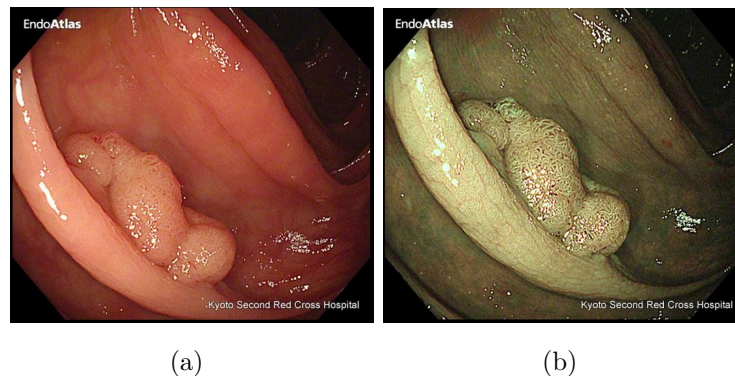 EndoAtlas
EndoAtlas
Kyoto Second Red Cross Hospital
Kyoto Second Red Cross Hospital
(a)
(b)